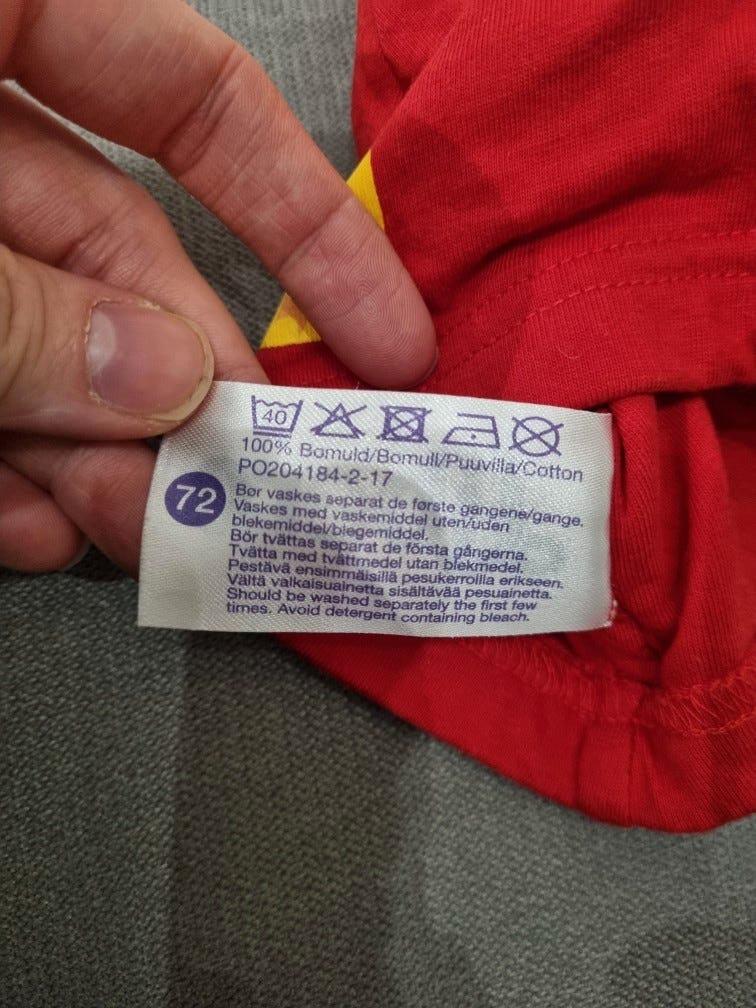 40
100% Bomuld/Bomull/Puuvilla/Cotton
PO204184-2-17
72
Bør vaskes separat de første gangene/gange.
Vaskes med vaskemiddel uten/uden
blekemiddel/blegemiddel.
Bör tvättas separat de första gångerna.
Tvätta med tvättmedel utan blekmedel.
Pestävä ensimmäisillä pesukerroilla erikseen.
Vältä valkaisuainetta sisältävää pesuainetta.
Should be washed separately the first few
times. Avoid detergent containing bleach.